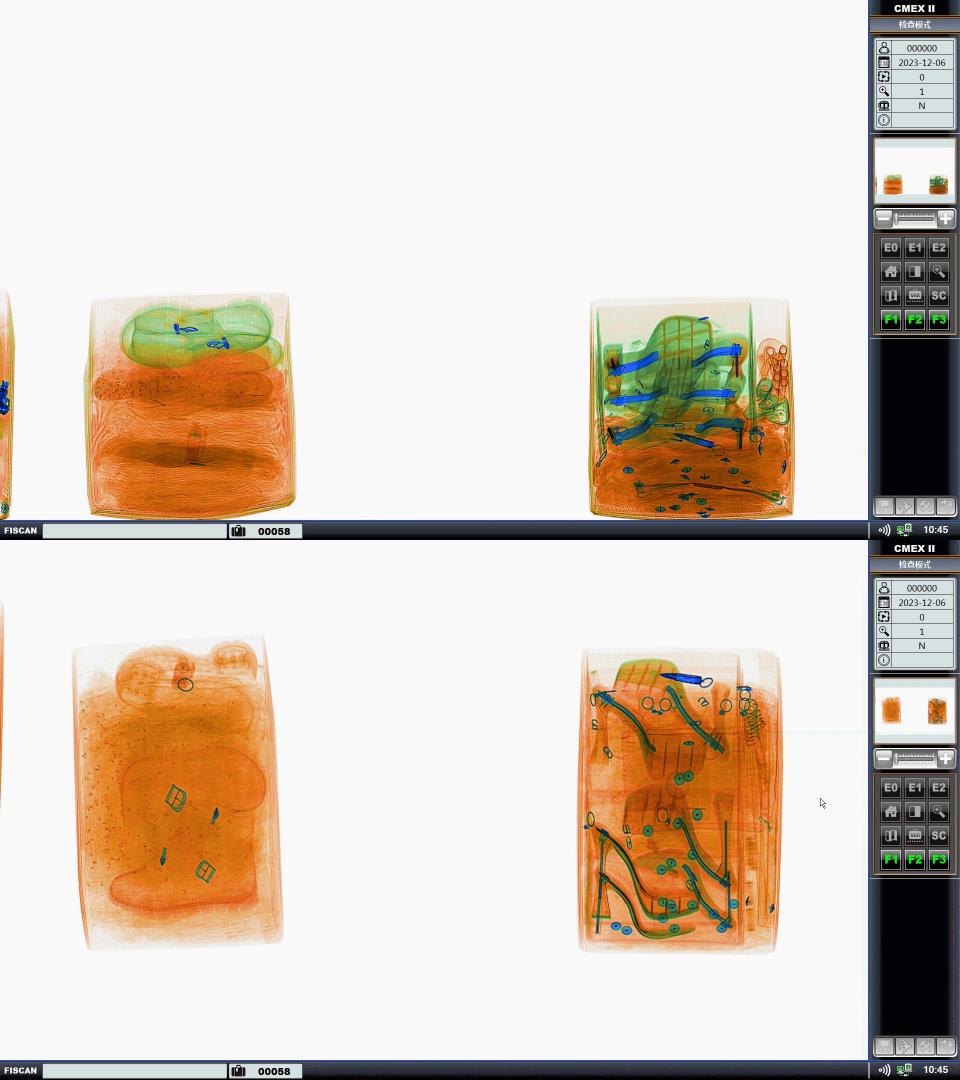 CMEX II
检查模式
000000
2023-12-06
0
1
N
E0 E1 E2
VAR SC
F1 F2 F3
FISCAN 00058 10:45
CMEX II
检查模式
000000
2023-12-06
0
1
N
E0 E1 E2
VAR SC
F1 F2 F3
FISCAN 00058 10:45